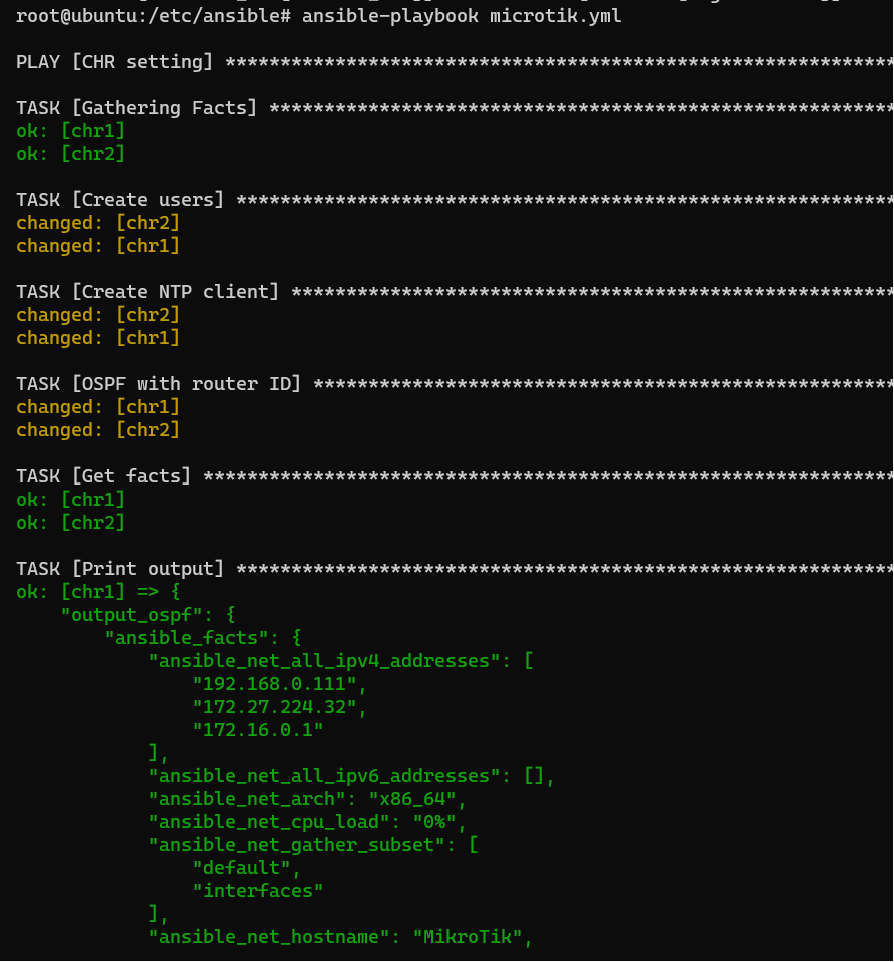 root@ubuntu:/etc/ansible# ansible-playbook microtik.yml
PLAY [CHR setting] *************************************************************
TASK [Gathering Facts] *********************************************************
ok: [chr1]
ok: [chr2]
TASK [Create users] ************************************************************
changed: [chr2]
changed: [chr1]
TASK [Create NTP client] *******************************************************
changed: [chr2]
changed: [chr1]
TASK [OSPF with router ID] *****************************************************
changed: [chr1]
changed: [chr2]
TASK [Get facts] ***************************************************************
ok: [chr1]
ok: [chr2]
TASK [Print output] ************************************************************
ok: [chr1] => {
    "output_ospf": {
        "ansible_facts": {
            "ansible_net_all_ipv4_addresses": [
                "192.168.0.111",
                "172.27.224.32",
                "172.16.0.1"
            ],
            "ansible_net_all_ipv6_addresses": [],
            "ansible_net_arch": "x86_64",
            "ansible_net_cpu_load": "0%",
            "ansible_net_gather_subset": [
                "default",
                "interfaces"
            ],
            "ansible_net_hostname": "MikroTik",